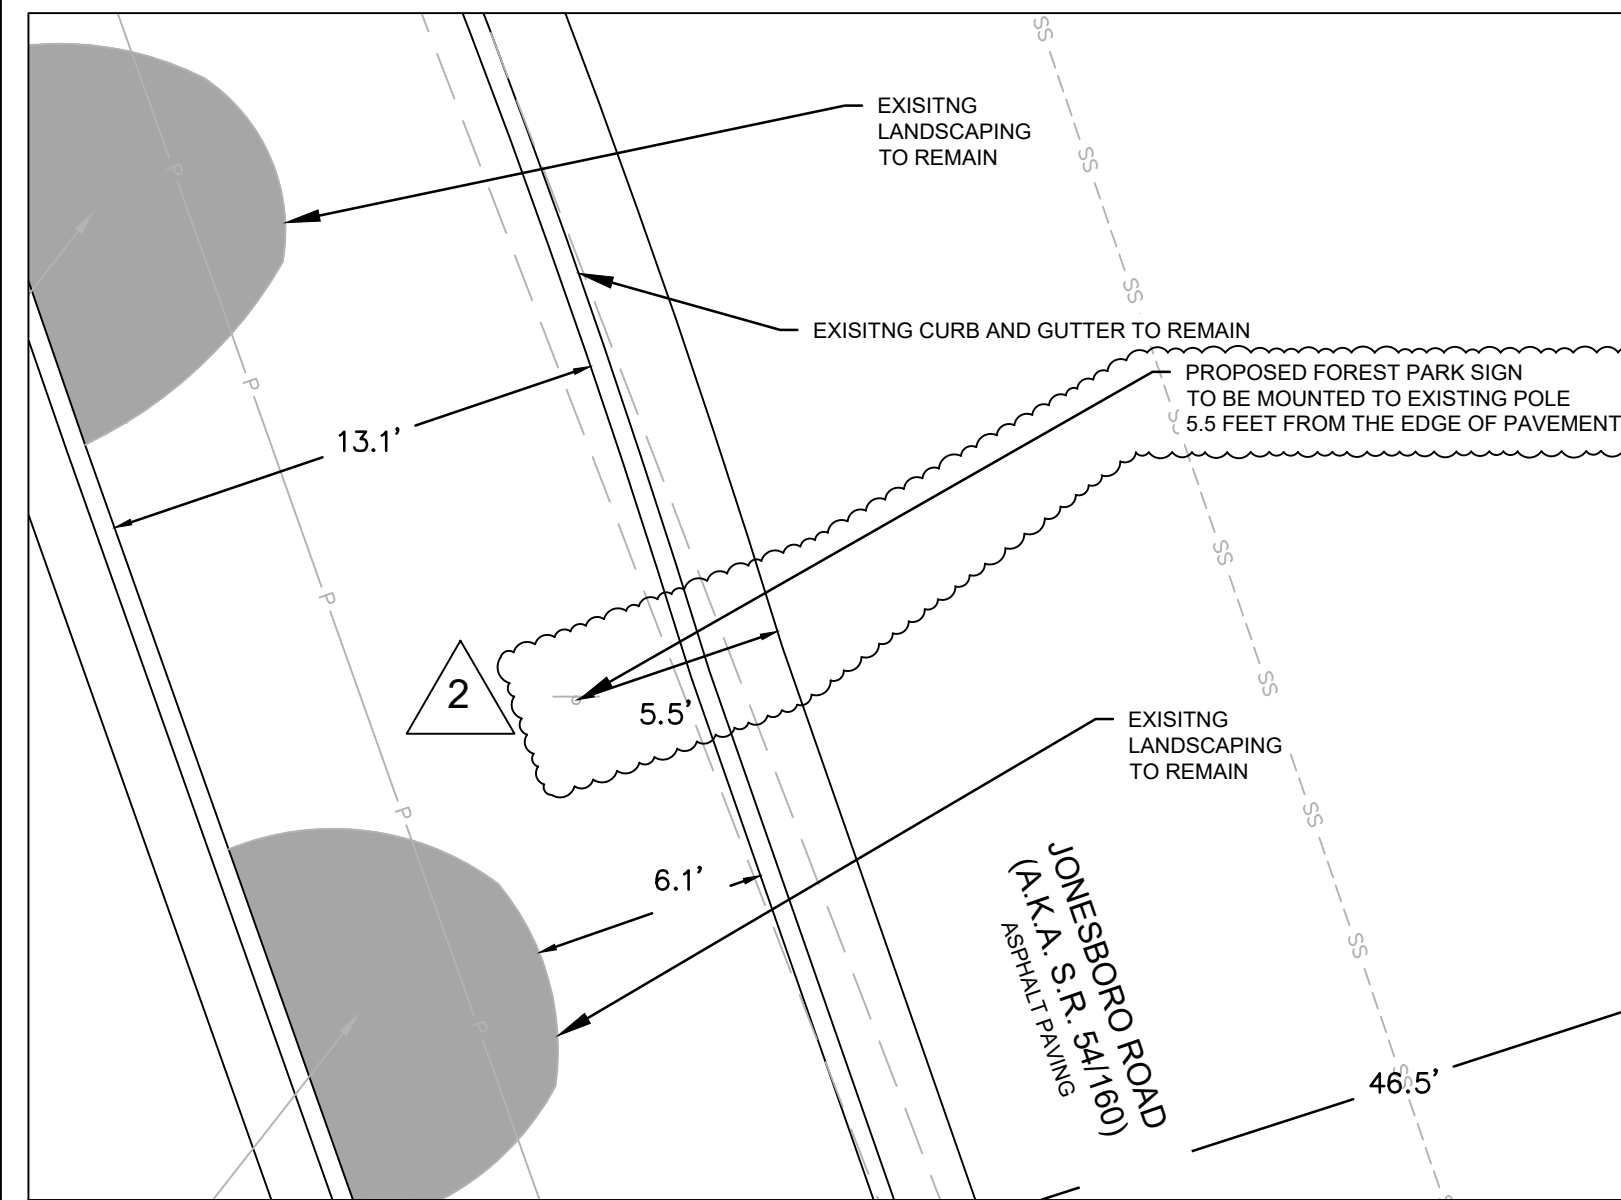 SS
EXISITNG
LANDSCAPING
TO REMAIN
SS
P
SS
EXISITNG CURB AND GUTTER TO REMAIN
PROPOSED FOREST PARK SIGN
TO BE MOUNTED TO EXISTING POLE
5.5 FEET FROM THE EDGE OF PAVEMENT
P
13.1'
SS
P
SS
2
5.5'
EXISITNG
LANDSCAPING
TO REMAIN
P
SS
6.1'
JONESBORO ROAD
(A.K.A. S.R. 54/160)
ASPHALT PAVING
SS
P
46.5'
SS
SS